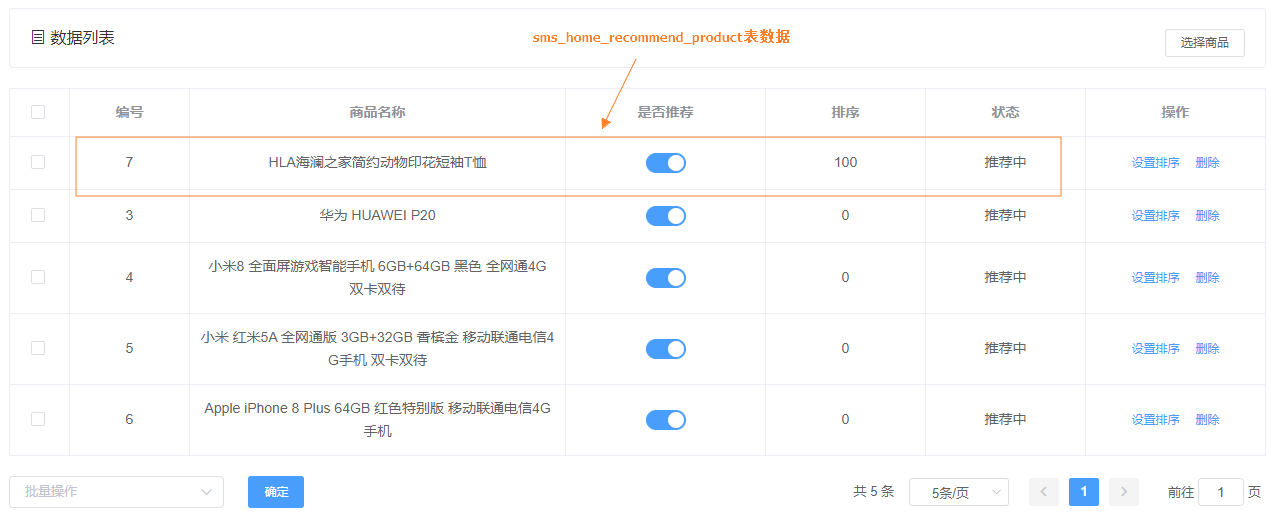 数据列表
sms_home_recommend_product表数据
选择商品
编号 商品名称 是否推荐 排序 状态 操作
7 HLA海澜之家简约动物印花短袖T恤 100 推荐中 设置排序 删除
3 华为 HUAWEI P20 0 推荐中 设置排序 删除
小米8 全面屏游戏智能手机 6GB+64GB 黑色 全网通4G
4 0 推荐中 设置排序 删除
双卡双待
小米 红米5A 全网通版 3GB+32GB 香槟金 移动联通电信4
5 0 推荐中 设置排序 删除
G手机 双卡双待
Apple iPhone 8 Plus 64GB 红色特别版 移动联通电信4G
6 0 推荐中 设置排序 删除
手机
批量操作 确定 共 5 条 5条/页 1 前往 1 页